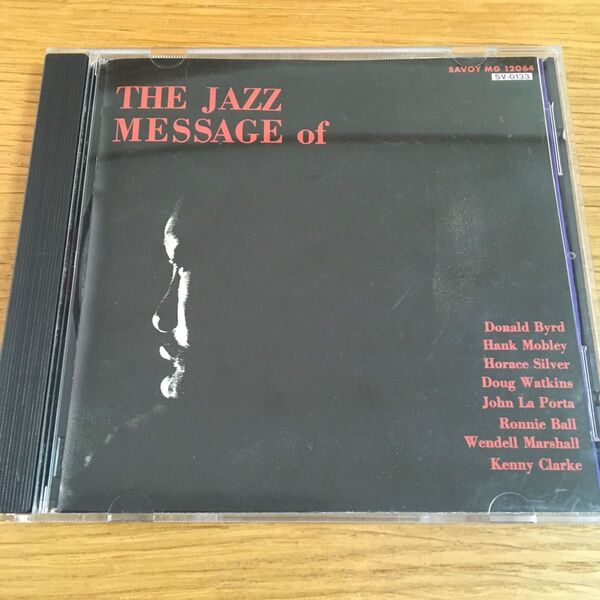 SAVOY MG 12064
SV-0133
THE JAZZ
MESSAGE of
Donald Byrd
Hank Mobley
Horace Silver
Doug Watkins
John La Porta
Ronnie Ball
Wendell Marshall
Kenny Clarke